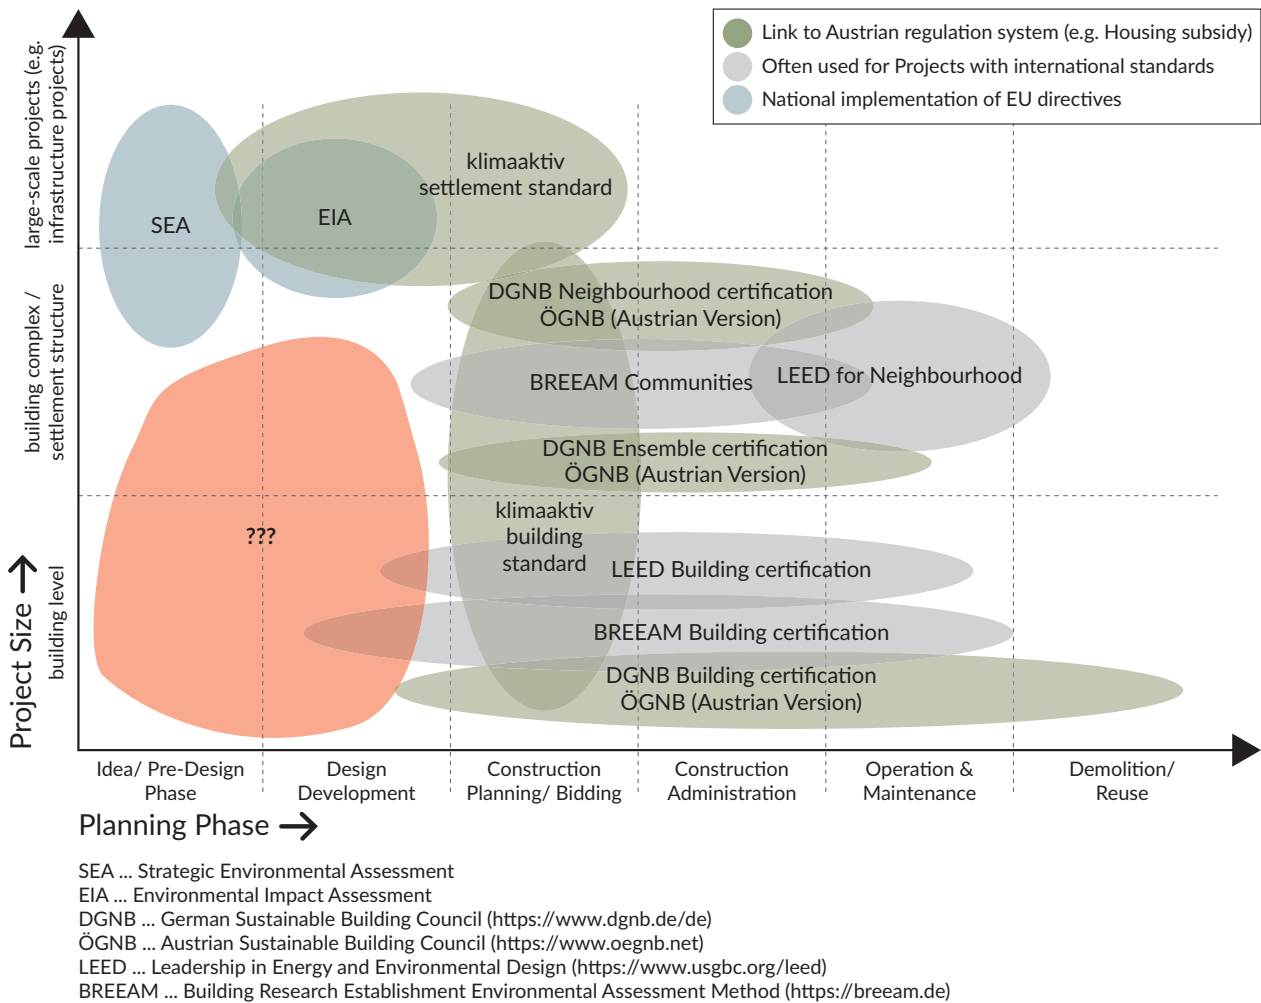 Link to Austrian regulation system (e.g. Housing subsidy)
Often used for Projects with international standards
National implementation of EU directives
large-scale projects (e.g.
infrastructure projects)
building complex /
settlement structure
building level
Project Size
SEA
EIA
klimaaktiv
settlement standard
DGNB Neighbourhood certification
ÖGNB (Austrian Version)
BREEAM Communities
LEED for Neighbourhood
DGNB Ensemble certification
ÖGNB (Austrian Version)
klimaaktiv
building
standard
???
LEED Building certification
BREEAM Building certification
DGNB Building certification
ÖGNB (Austrian Version)
Idea/ Pre-Design
Phase
Design
Development
Construction
Planning/ Bidding
Construction
Administration
Operation &
Maintenance
Demolition/
Reuse
Planning Phase
SEA ... Strategic Environmental Assessment
EIA ... Environmental Impact Assessment
DGNB ... German Sustainable Building Council (https://www.dgnb.de/de)
ÖGNB ... Austrian Sustainable Building Council (https://www.oegnb.net)
LEED ... Leadership in Energy and Environmental Design (https://www.usgbc.org/leed)
BREEAM ... Building Research Establishment Environmental Assessment Method (https://breeam.de)